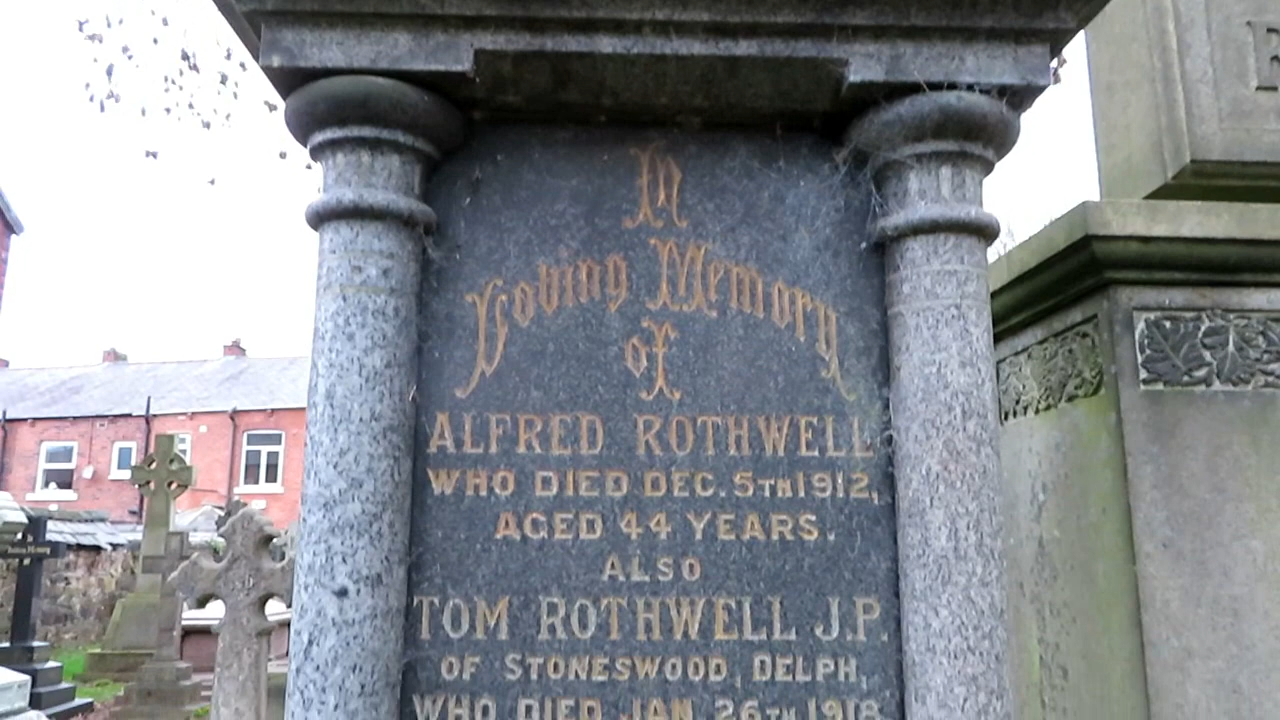 In
Loving Memory
of
ALFRED ROTHWELL
WHO DIED DEC. 5TH 1912,
AGED 44 YEARS.
ALSO
TOM ROTHWELL J.P.
OF STONESWOOD, DELPH,
WHO DIED JAN. 26TH 1918